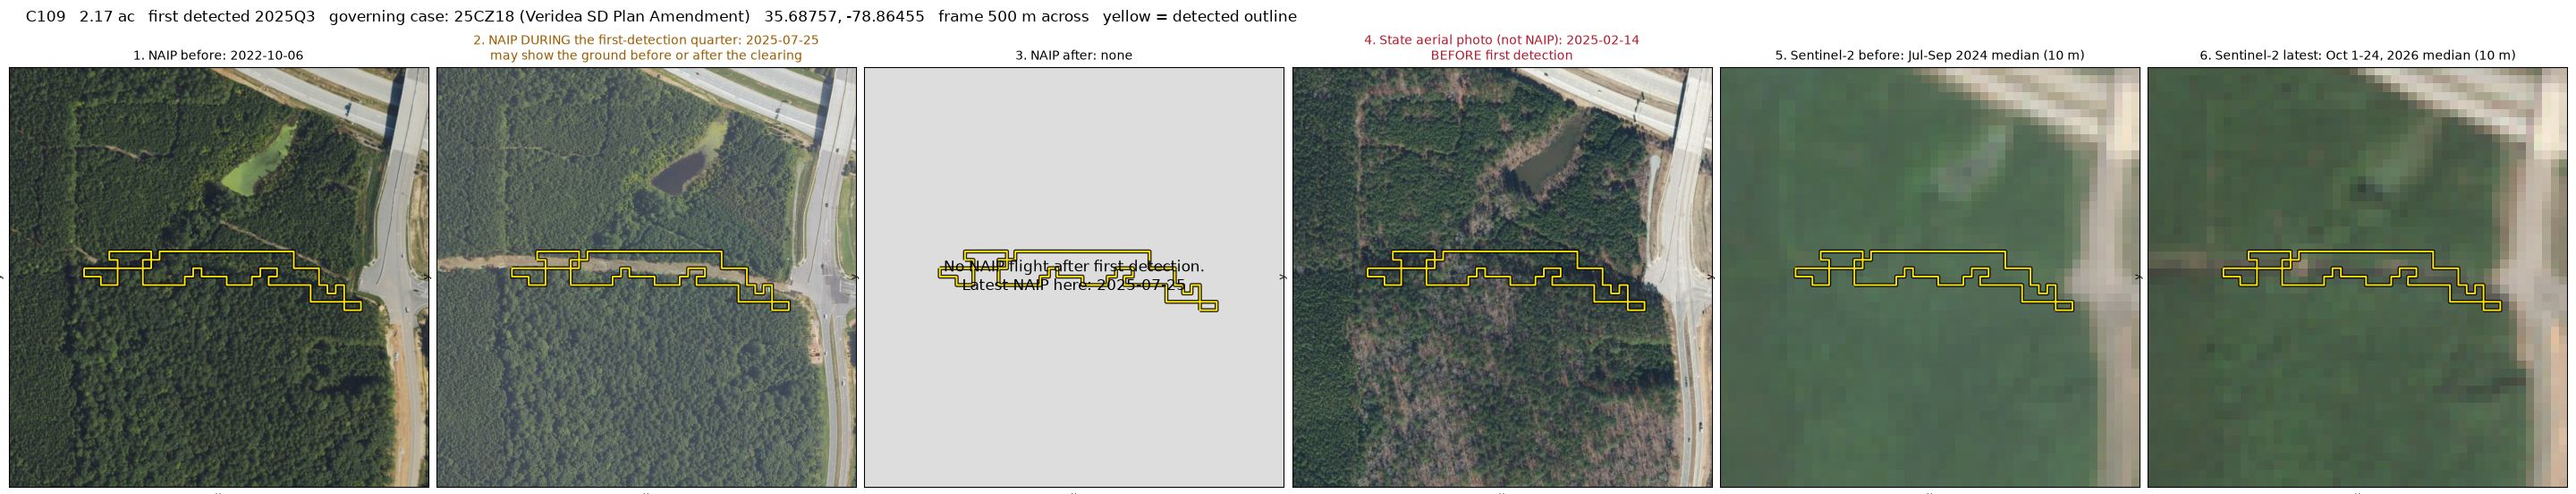 C109   2.17 ac   first detected 2025Q3   governing case: 25CZ18 (Veridea SD Plan Amendment)   35.68757, -78.86455   frame 500 m across   yellow = detected outline
1. NAIP before: 2022-10-06
2. NAIP DURING the first-detection quarter: 2025-07-25
may show the ground before or after the clearing
3. NAIP after: none
4. State aerial photo (not NAIP): 2025-02-14
BEFORE first detection
5. Sentinel-2 before: Jul-Sep 2024 median (10 m)
6. Sentinel-2 latest: Oct 1-24, 2026 median (10 m)
No NAIP flight after first detection.
Latest NAIP here: 2025-07-25